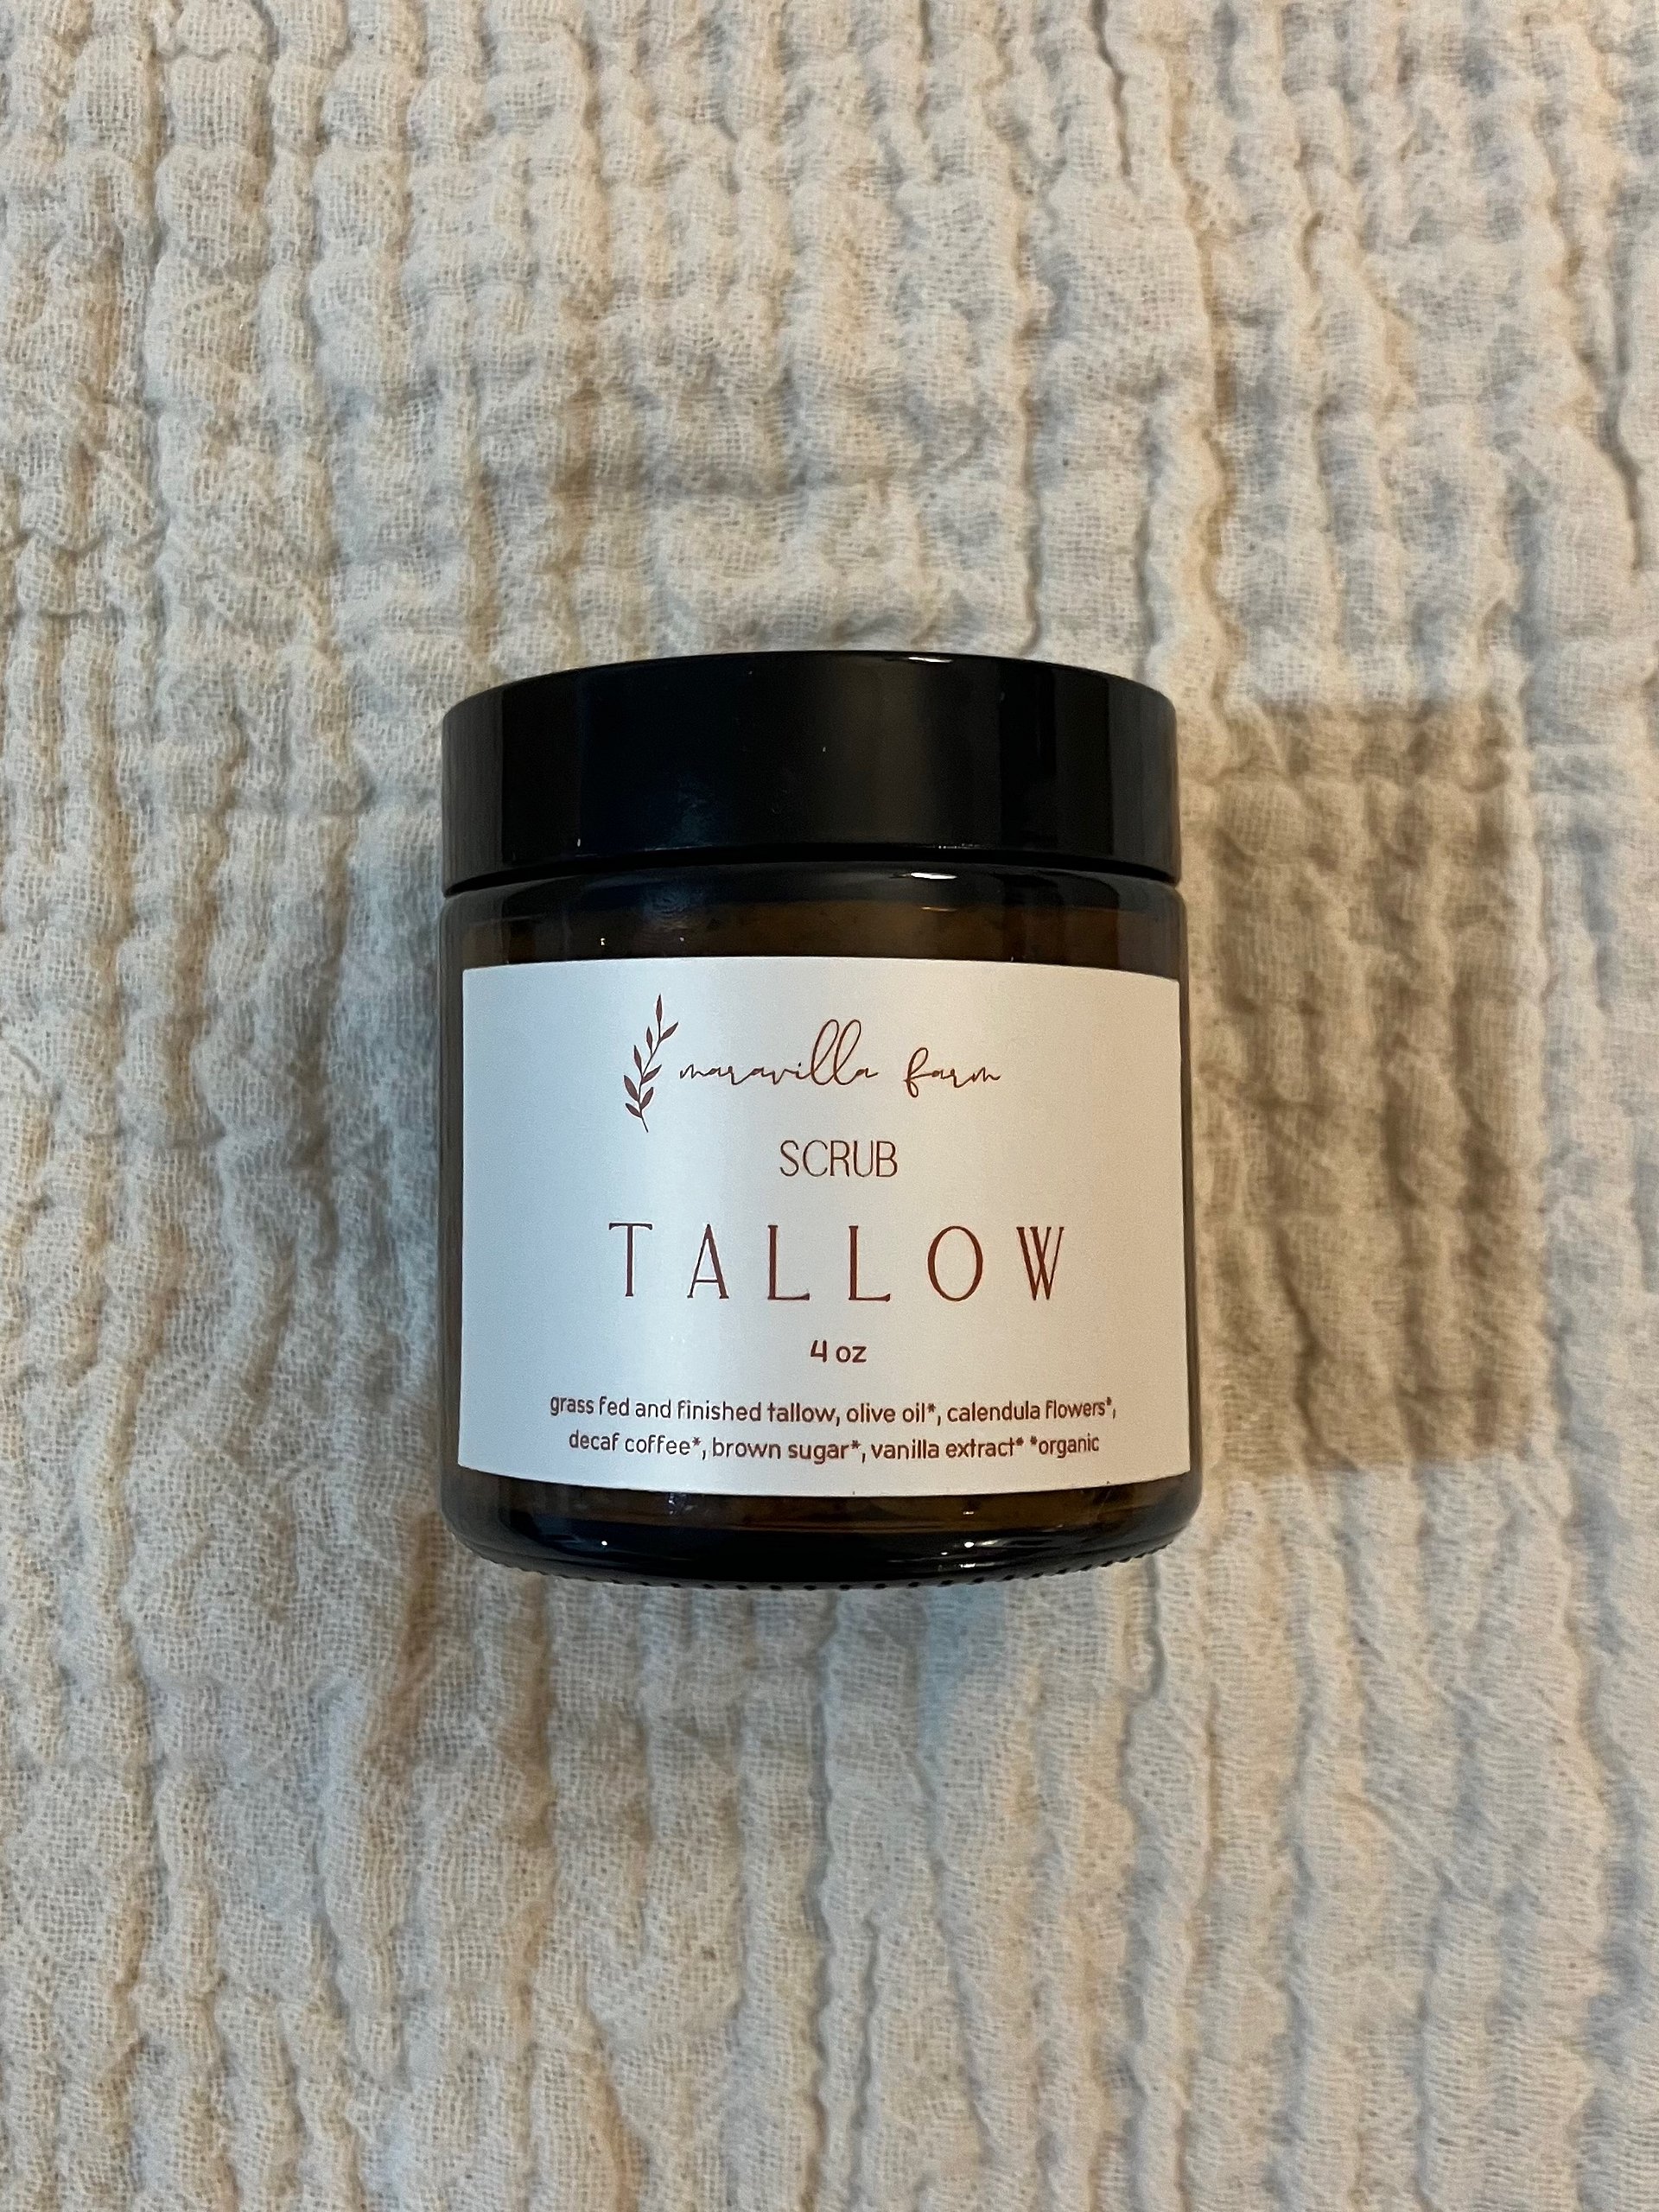 maravilla farm
SCRUB
TALLOW
4 oz
grass fed and finished tallow, olive oil*, calendula flowers*,
decaf coffee*, brown sugar*, vanilla extract* *organic